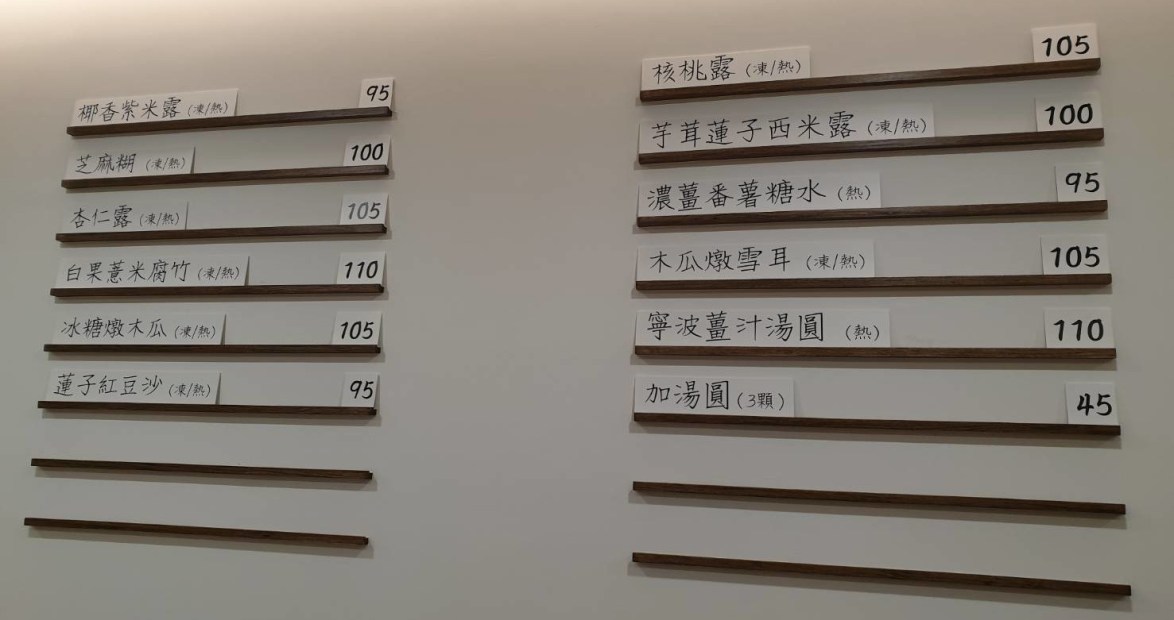 椰香紫米露(凍/熱) 95
芝麻糊(凍/熱) 100
杏仁露(凍/熱) 105
白果薏米腐竹(凍/熱) 110
冰糖燉木瓜(凍/熱) 105
蓮子紅豆沙(凍/熱) 95
核桃露(凍/熱) 105
芋茸蓮子西米露(凍/熱) 100
濃薑番薯糖水(熱) 95
木瓜燉雪耳(凍/熱) 105
寧波薑汁湯圓(熱) 110
加湯圓(3顆) 45